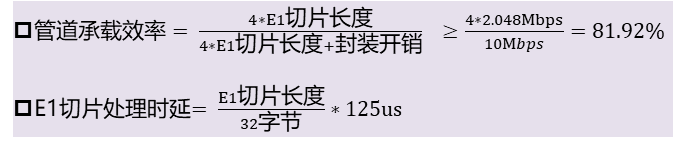 管道承载效率 = 4*E1切片长度 / 4*E1切片长度+封装开销 ≥ 4*2.048Mbps / 10Mbps = 81.92%
E1切片处理时延= E1切片长度 / 32字节 * 125us